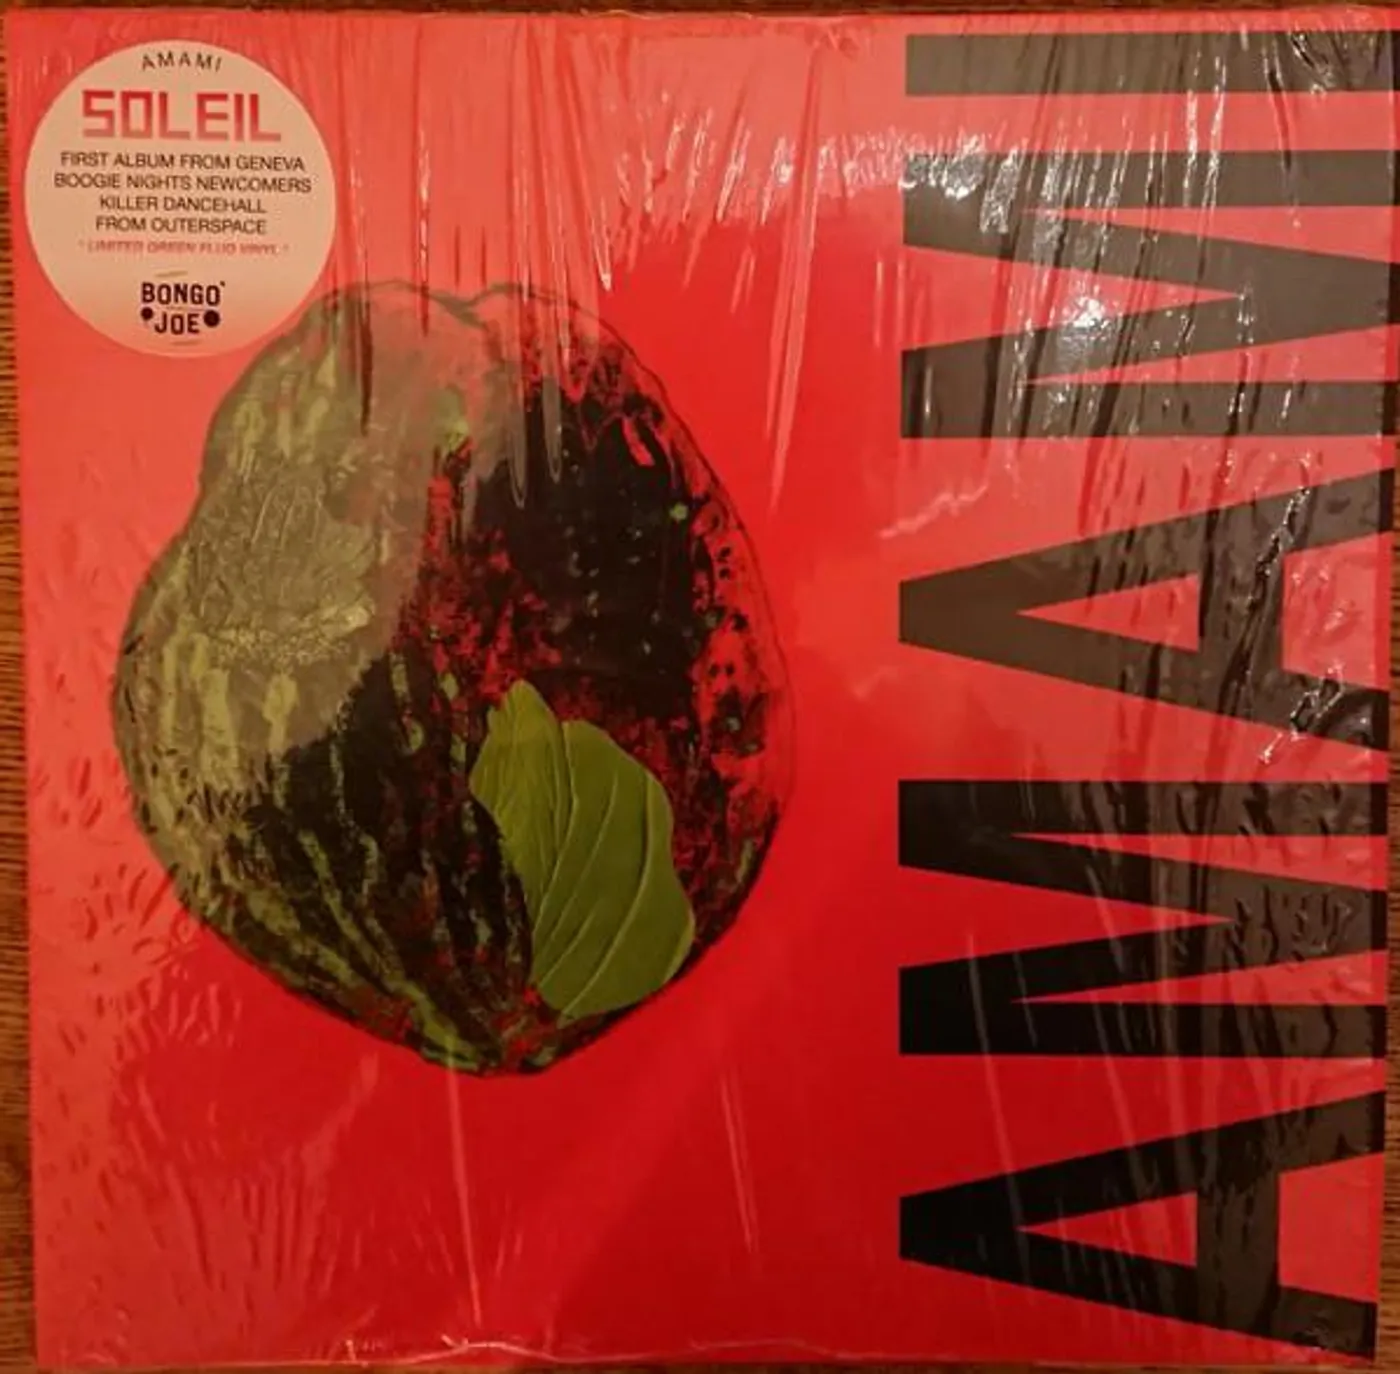 AMAMI
SOLEIL
FIRST ALBUM FROM GENEVA
BOOGIE NIGHTS NEWCOMERS
KILLER DANCEHALL
FROM OUTERSPACE
* LIMITED GREEN FLUO VINYL *
BONGO
JOE
AMAMI